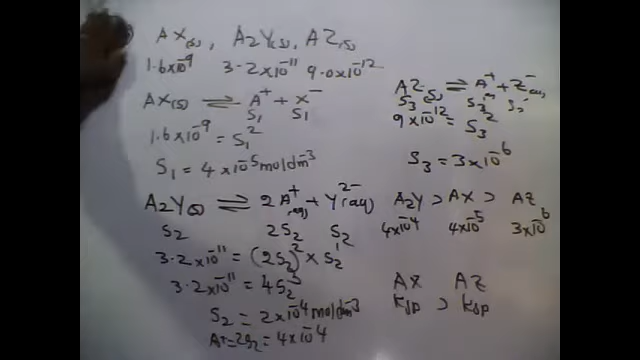 AX(s), A2Y(s), AZ(s)
1.6x10^-9 3.2x10^-11 9.0x10^-12
AX(s) ⇌ A^+ + X^-
S1 S1
1.6x10^-9 = S1^2
S1 = 4x10^-5 mol dm^-3
A2Y(s) ⇌ 2A^+(aq) + Y^2-(aq)
S2 2S2 S2
3.2x10^-11 = (2S2)^2 x S2^1
3.2x10^-11 = 4S2^3
S2 = 2x10^-4 mol dm^-3
A^+ = 2S2 = 4x10^-4
AZ(s) ⇌ A^+ + Z^-(aq)
S3 S3
9x10^-12 = S3^2
S3 = 3x10^-6
A2Y > AX > AZ
4x10^-4 4x10^-5 3x10^-6
AX AZ
Ksp > Ksp